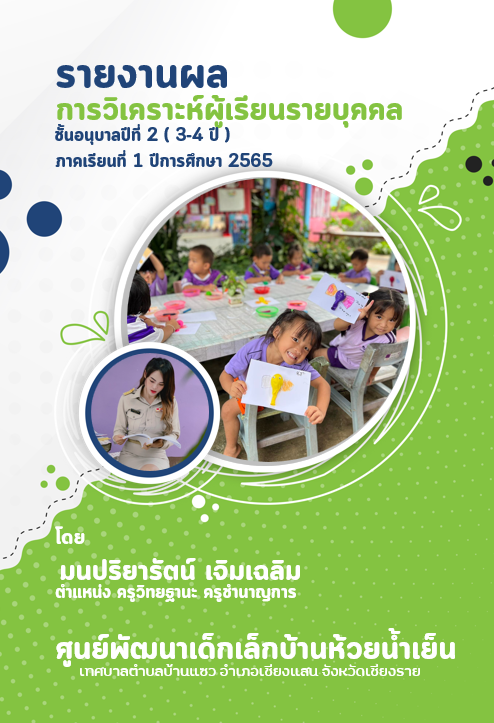 รายงานผล
การวิเคราะห์ผู้เรียนรายบุคคล
ชั้นอนุบาลปีที่ 2 ( 3-4 ปี )
ภาคเรียนที่ 1 ปีการศึกษา 2565
โดย
มนปริยารัตน์ เจิมเฉลิม
ตำแหน่ง ครูวิทยฐานะ ครูชำนาญการ
ศูนย์พัฒนาเด็กเล็กบ้านห้วยน้ำเย็น
เทศบาลตำบลบ้านแซว อำเภอเชียงแสน จังหวัดเชียงราย